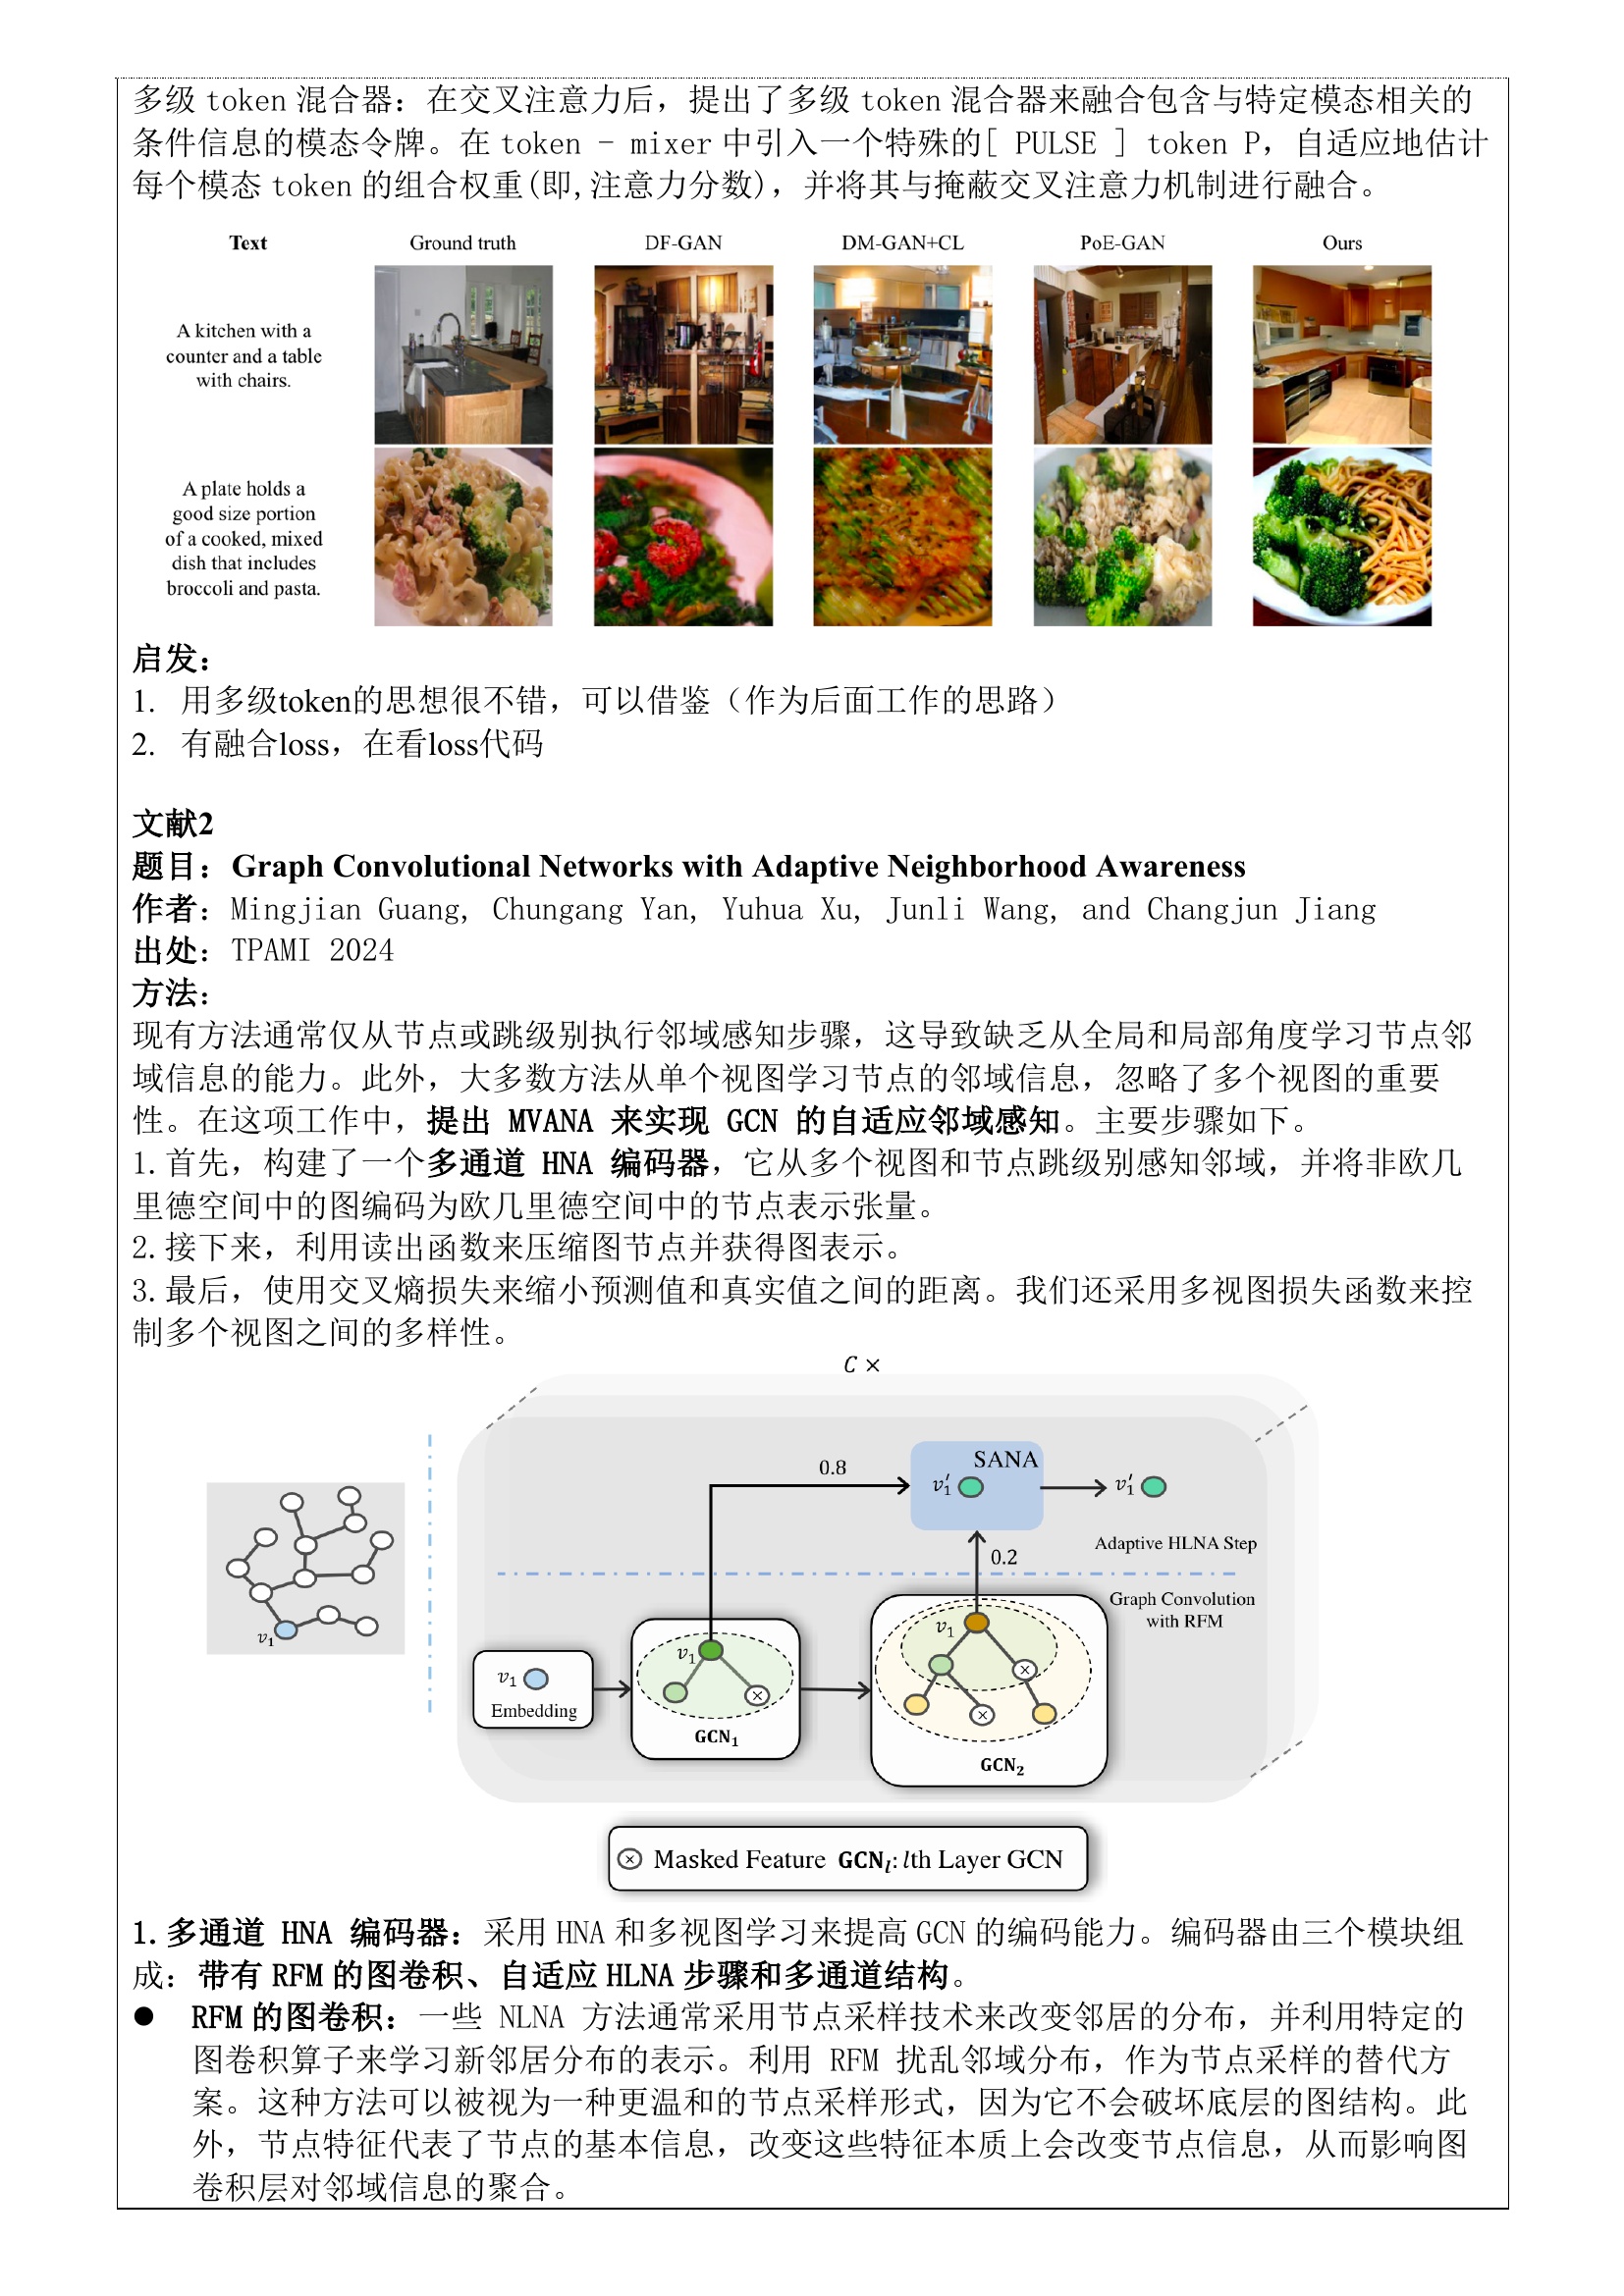 多级 token 混合器：在交叉注意力后，提出了多级 token 混合器来融合包含与特定模态相关的
条件信息的模态令牌。在 token - mixer 中引入一个特殊的[ PULSE ] token P，自适应地估计
每个模态 token 的组合权重(即,注意力分数)，并将其与掩蔽交叉注意力机制进行融合。
Text Ground truth DF-GAN DM-GAN+CL PoE-GAN Ours
A kitchen with a
counter and a table
with chairs.
A plate holds a
good size portion
of a cooked, mixed
dish that includes
broccoli and pasta.
启发：
1. 用多级token的思想很不错，可以借鉴（作为后面工作的思路）
2. 有融合loss，在看loss代码
文献2
题目：Graph Convolutional Networks with Adaptive Neighborhood Awareness
作者：Mingjian Guang, Chungang Yan, Yuhua Xu, Junli Wang, and Changjun Jiang
出处：TPAMI 2024
方法：
现有方法通常仅从节点或跳级别执行邻域感知步骤，这导致缺乏从全局和局部角度学习节点邻
域信息的能力。此外，大多数方法从单个视图学习节点的邻域信息，忽略了多个视图的重要
性。在这项工作中，提出 MVANA 来实现 GCN 的自适应邻域感知。主要步骤如下。
1.首先，构建了一个多通道 HNA 编码器，它从多个视图和节点跳级别感知邻域，并将非欧几
里德空间中的图编码为欧几里德空间中的节点表示张量。
2.接下来，利用读出函数来压缩图节点并获得图表示。
3.最后，使用交叉熵损失来缩小预测值和真实值之间的距离。我们还采用多视图损失函数来控
制多个视图之间的多样性。
C ×
SANA
0.8
v′₁ v′₁
Adaptive HLNA Step
0.2
Graph Convolution
with RFM
v₁
v₁
v₁
v₁
Embedding
GCN₁
GCN₂
Masked Feature GCNₗ: lth Layer GCN
1.多通道 HNA 编码器：采用 HNA 和多视图学习来提高 GCN 的编码能力。编码器由三个模块组
成：带有 RFM 的图卷积、自适应 HLNA 步骤和多通道结构。
● RFM 的图卷积：一些 NLNA 方法通常采用节点采样技术来改变邻居的分布，并利用特定的
图卷积算子来学习新邻居分布的表示。利用 RFM 扰乱邻域分布，作为节点采样的替代方
案。这种方法可以被视为一种更温和的节点采样形式，因为它不会破坏底层的图结构。此
外，节点特征代表了节点的基本信息，改变这些特征本质上会改变节点信息，从而影响图
卷积层对邻域信息的聚合。